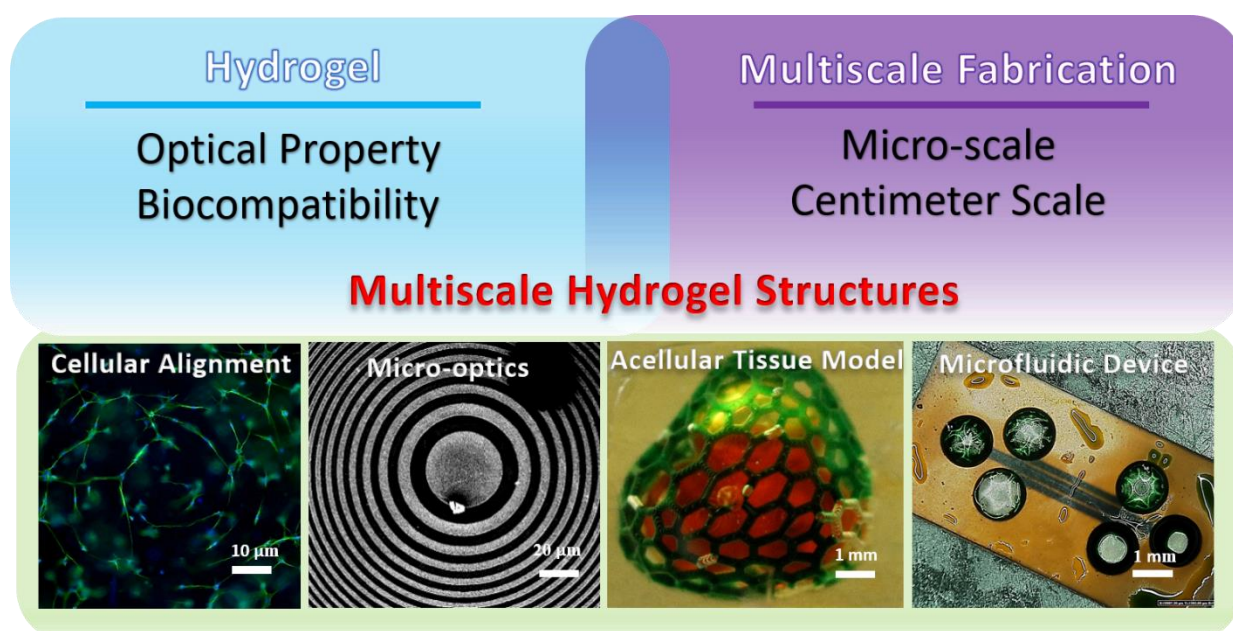 Hydrogel
Optical Property
Biocompatibility
Multiscale Fabrication
Micro-scale
Centimeter Scale
Multiscale Hydrogel Structures
Cellular Alignment
10 μm
Micro-optics
20 μm
Acellular Tissue Model
1 mm
Microfluidic Device
1 mm